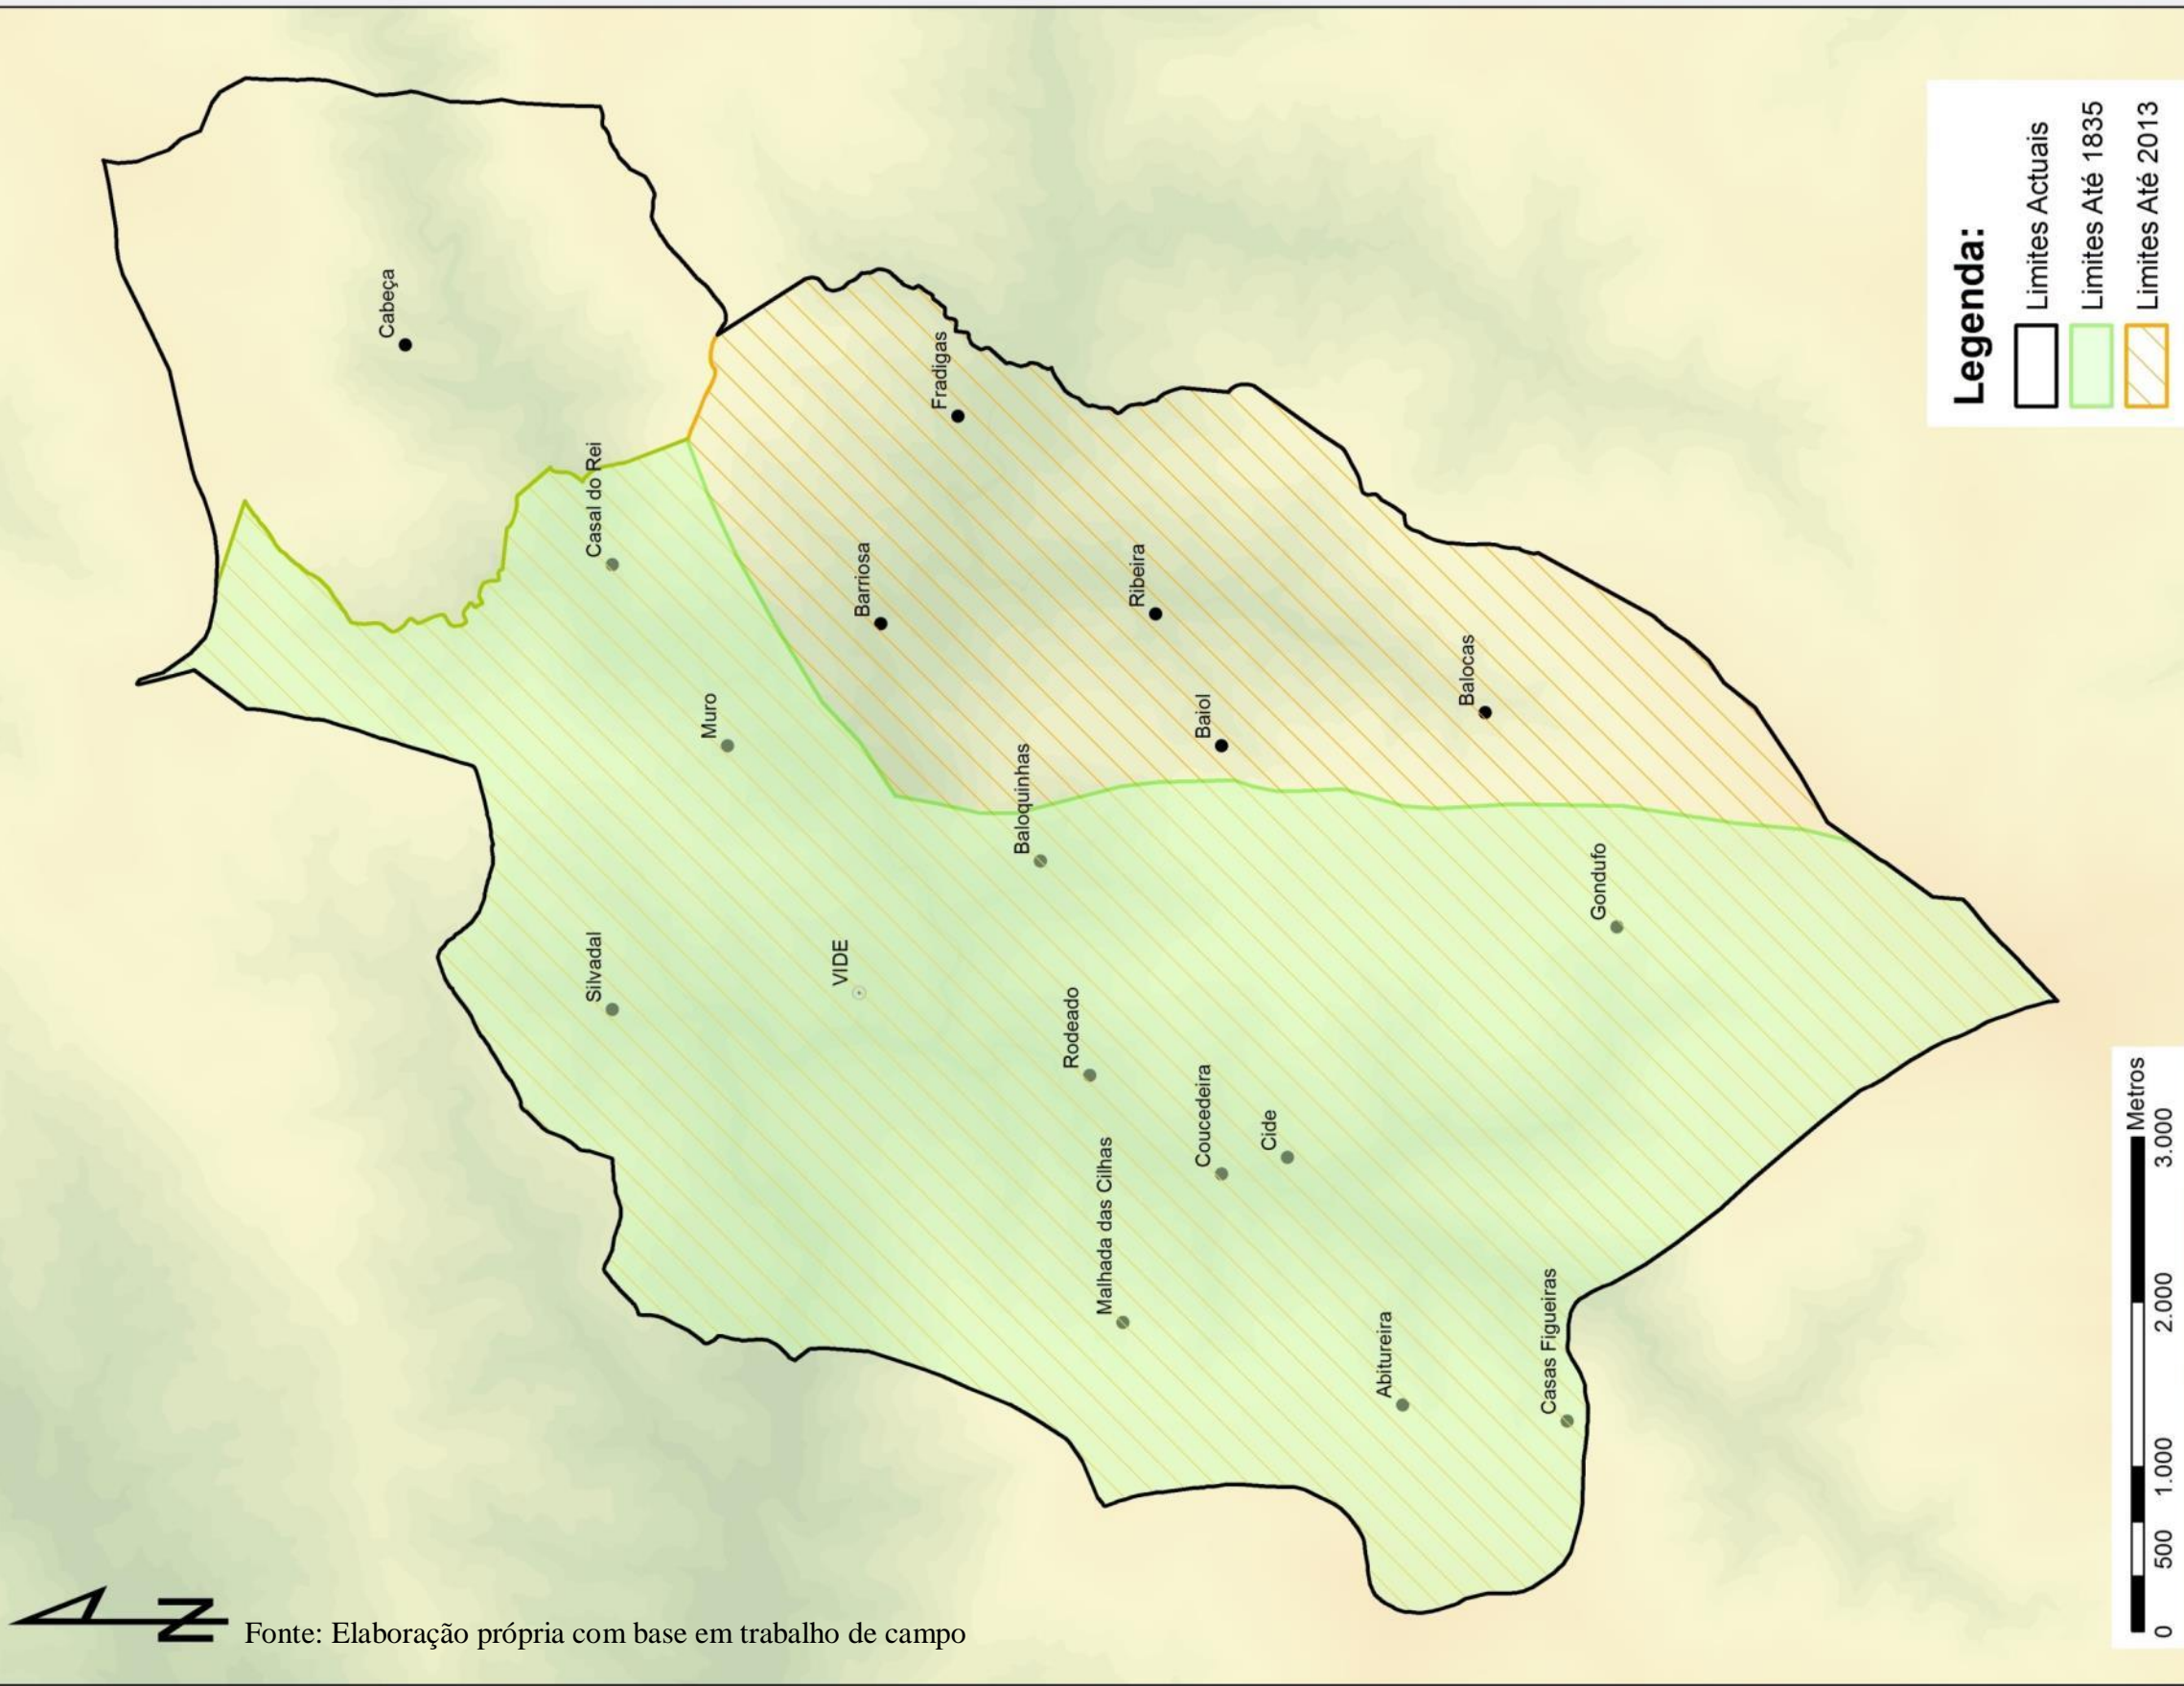 Cabeça
Casal do Rei
Fradigas
Barriosa
Ribeira
Muro
Baiol
Balocas
Baloquinhas
Silvadal
VIDE
Gondufo
Rodeado
Coucedeira
Cide
Malhada das Cilhas
Abitureira
Casas Figueiras
Legenda:
Limites Actuais
Limites Até 1835
Limites Até 2013
Metros
0 500 1.000 2.000 3.000
N
Fonte: Elaboração própria com base em trabalho de campo